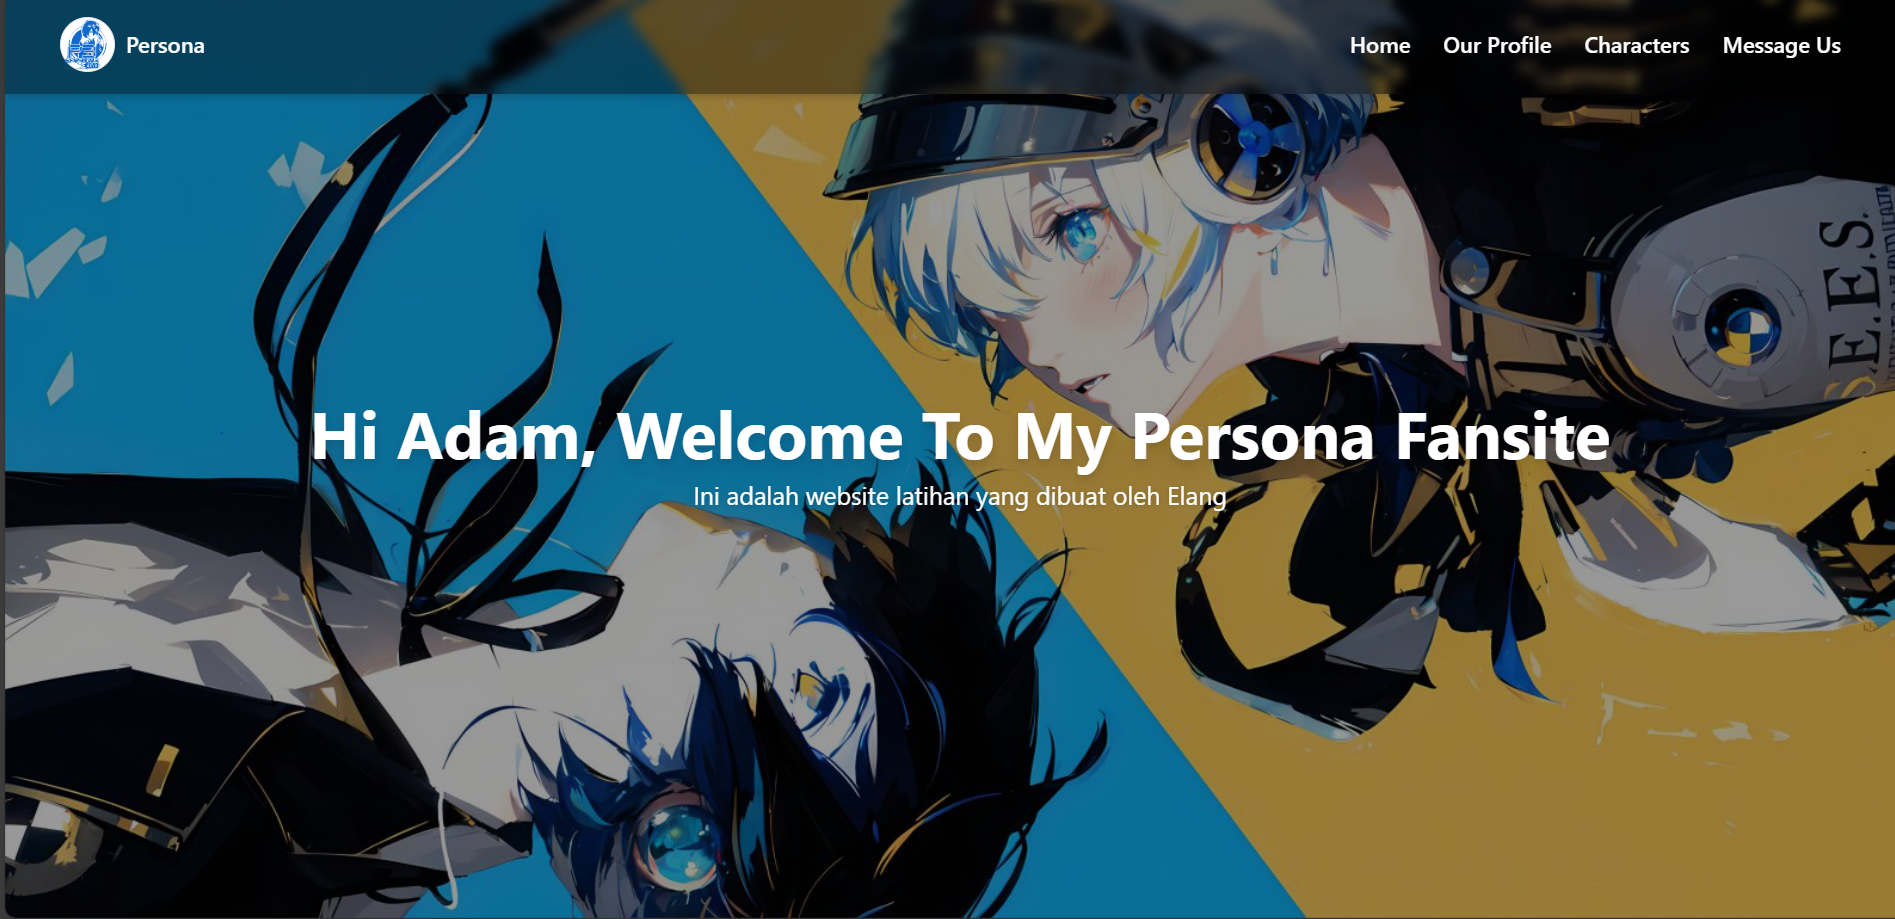 Persona
Home
Our Profile
Characters
Message Us
S.E.E.S.
Hi Adam, Welcome To My Persona Fansite
Ini adalah website latihan yang dibuat oleh Elang